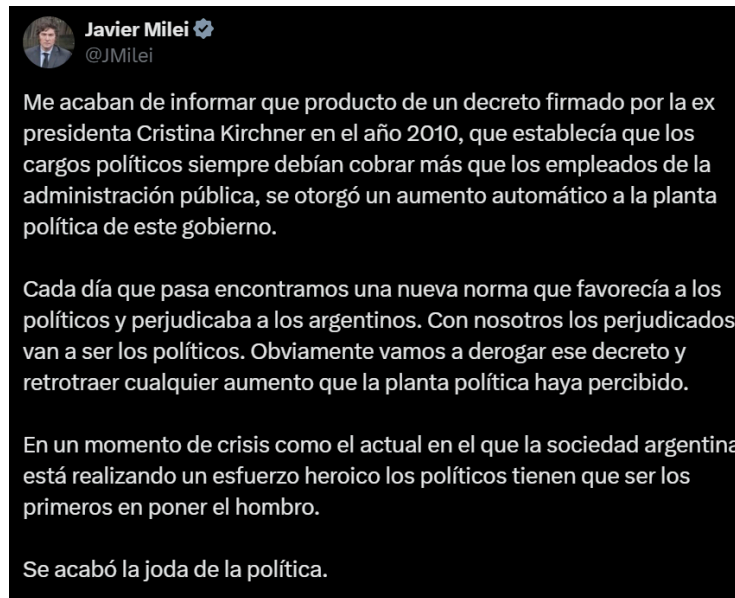 Javier Milei
@JMilei
Me acaban de informar que producto de un decreto firmado por la ex
presidenta Cristina Kirchner en el año 2010, que establecía que los
cargos políticos siempre debían cobrar más que los empleados de la
administración pública, se otorgó un aumento automático a la planta
política de este gobierno.
Cada día que pasa encontramos una nueva norma que favorecía a los
políticos y perjudicaba a los argentinos. Con nosotros los perjudicados
van a ser los políticos. Obviamente vamos a derogar ese decreto y
retrotraer cualquier aumento que la planta política haya percibido.
En un momento de crisis como el actual en el que la sociedad argentina
está realizando un esfuerzo heroico los políticos tienen que ser los
primeros en poner el hombro.
Se acabó la joda de la política.